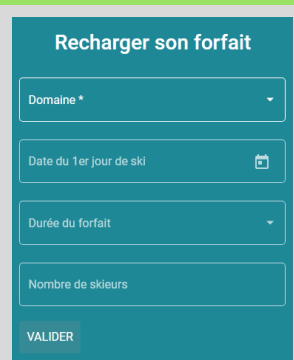 Recharger son forfait
Domaine *
Date du 1er jour de ski
Durée du forfait
Nombre de skieurs
VALIDER